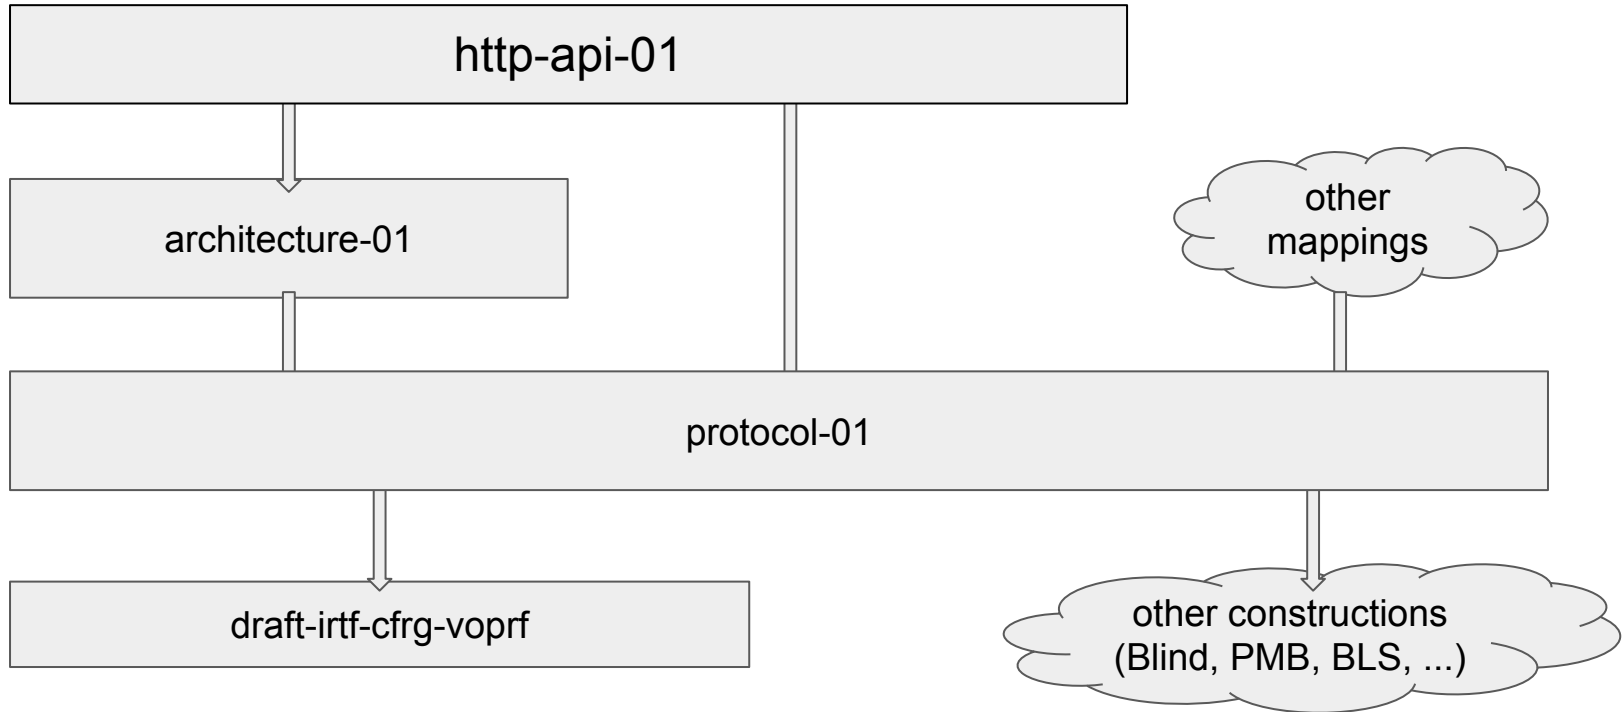 http-api-01
architecture-01
other
mappings
protocol-01
draft-irtf-cfrg-voprf
other constructions
(Blind, PMB, BLS, ...)